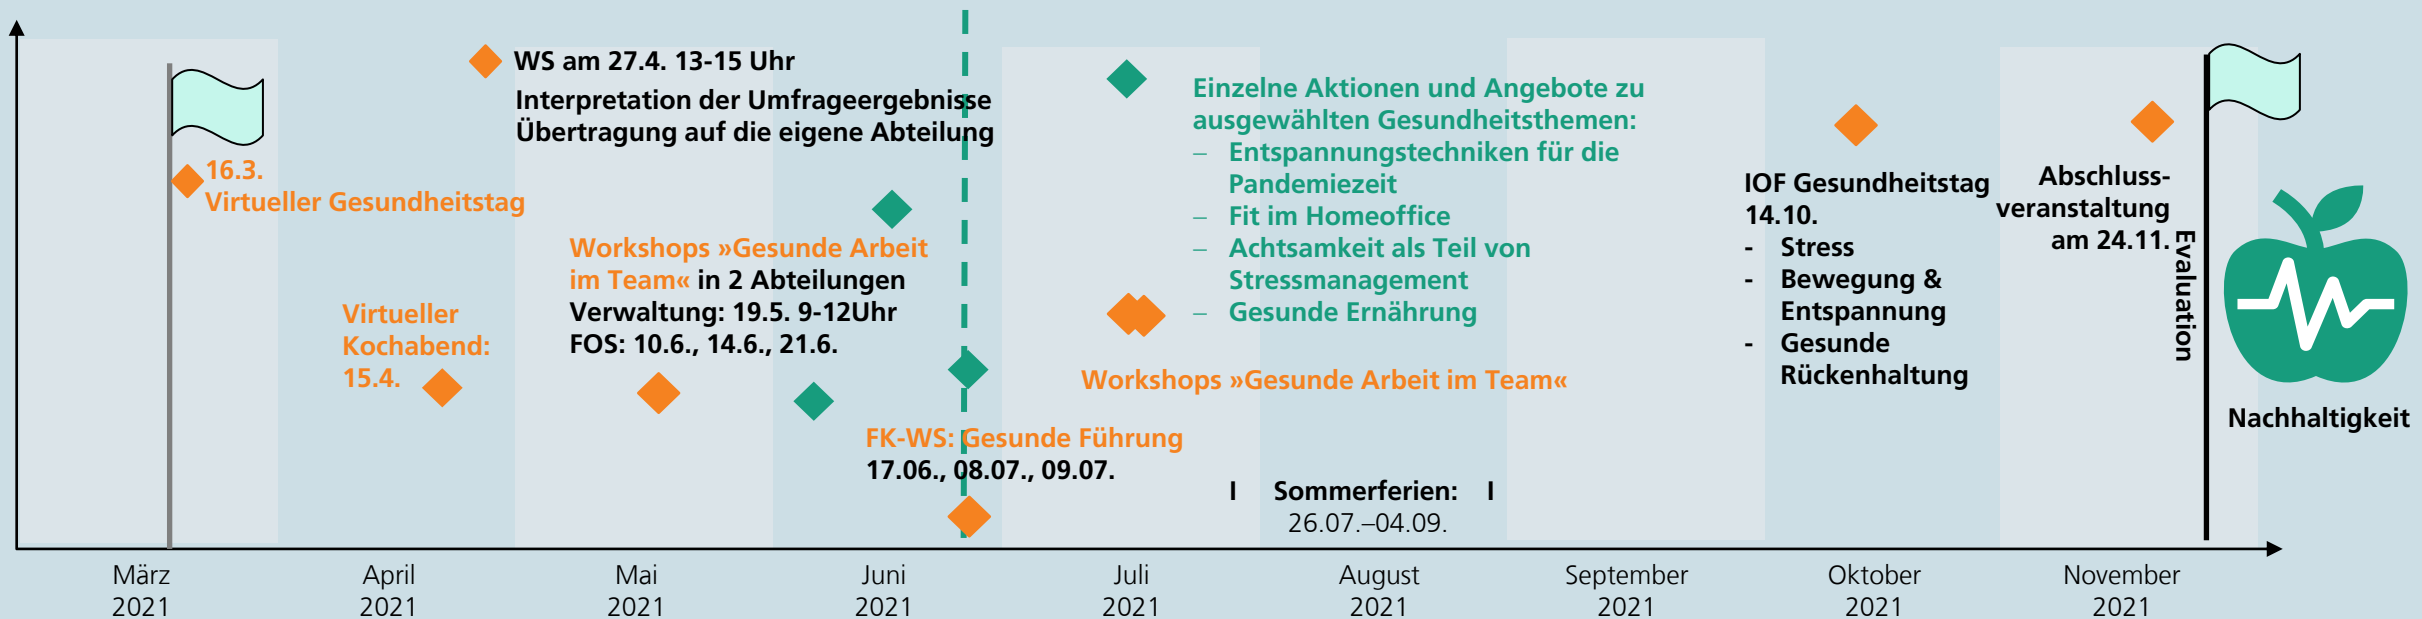 WS am 27.4. 13-15 Uhr
Interpretation der Umfrageergebnisse
Übertragung auf die eigene Abteilung
16.3.
Virtueller Gesundheitstag
Virtueller
Kochabend:
15.4.
Workshops »Gesunde Arbeit
im Team« in 2 Abteilungen
Verwaltung: 19.5. 9-12Uhr
FOS: 10.6., 14.6., 21.6.
FK-WS: Gesunde Führung
17.06., 08.07., 09.07.
Einzelne Aktionen und Angebote zu
ausgewählten Gesundheitsthemen:
– Entspannungstechniken für die
Pandemiezeit
– Fit im Homeoffice
– Achtsamkeit als Teil von
Stressmanagement
– Gesunde Ernährung
Workshops »Gesunde Arbeit im Team«
I Sommerferien: I
26.07.–04.09.
IOF Gesundheitstag
14.10.
- Stress
- Bewegung &
Entspannung
- Gesunde
Rückenhaltung
Abschluss-
veranstaltung
am 24.11.
Evaluation
Nachhaltigkeit
März
2021
April
2021
Mai
2021
Juni
2021
Juli
2021
August
2021
September
2021
Oktober
2021
November
2021